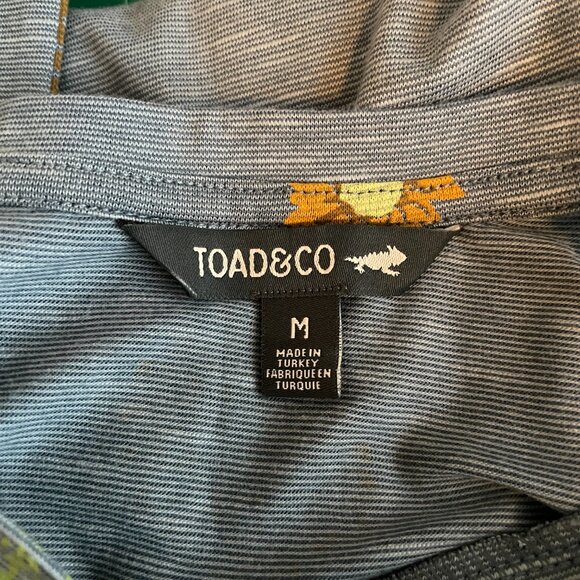 TOAD&CO
M
MADE IN
TURKEY
FABRIQUE EN
TURQUIE